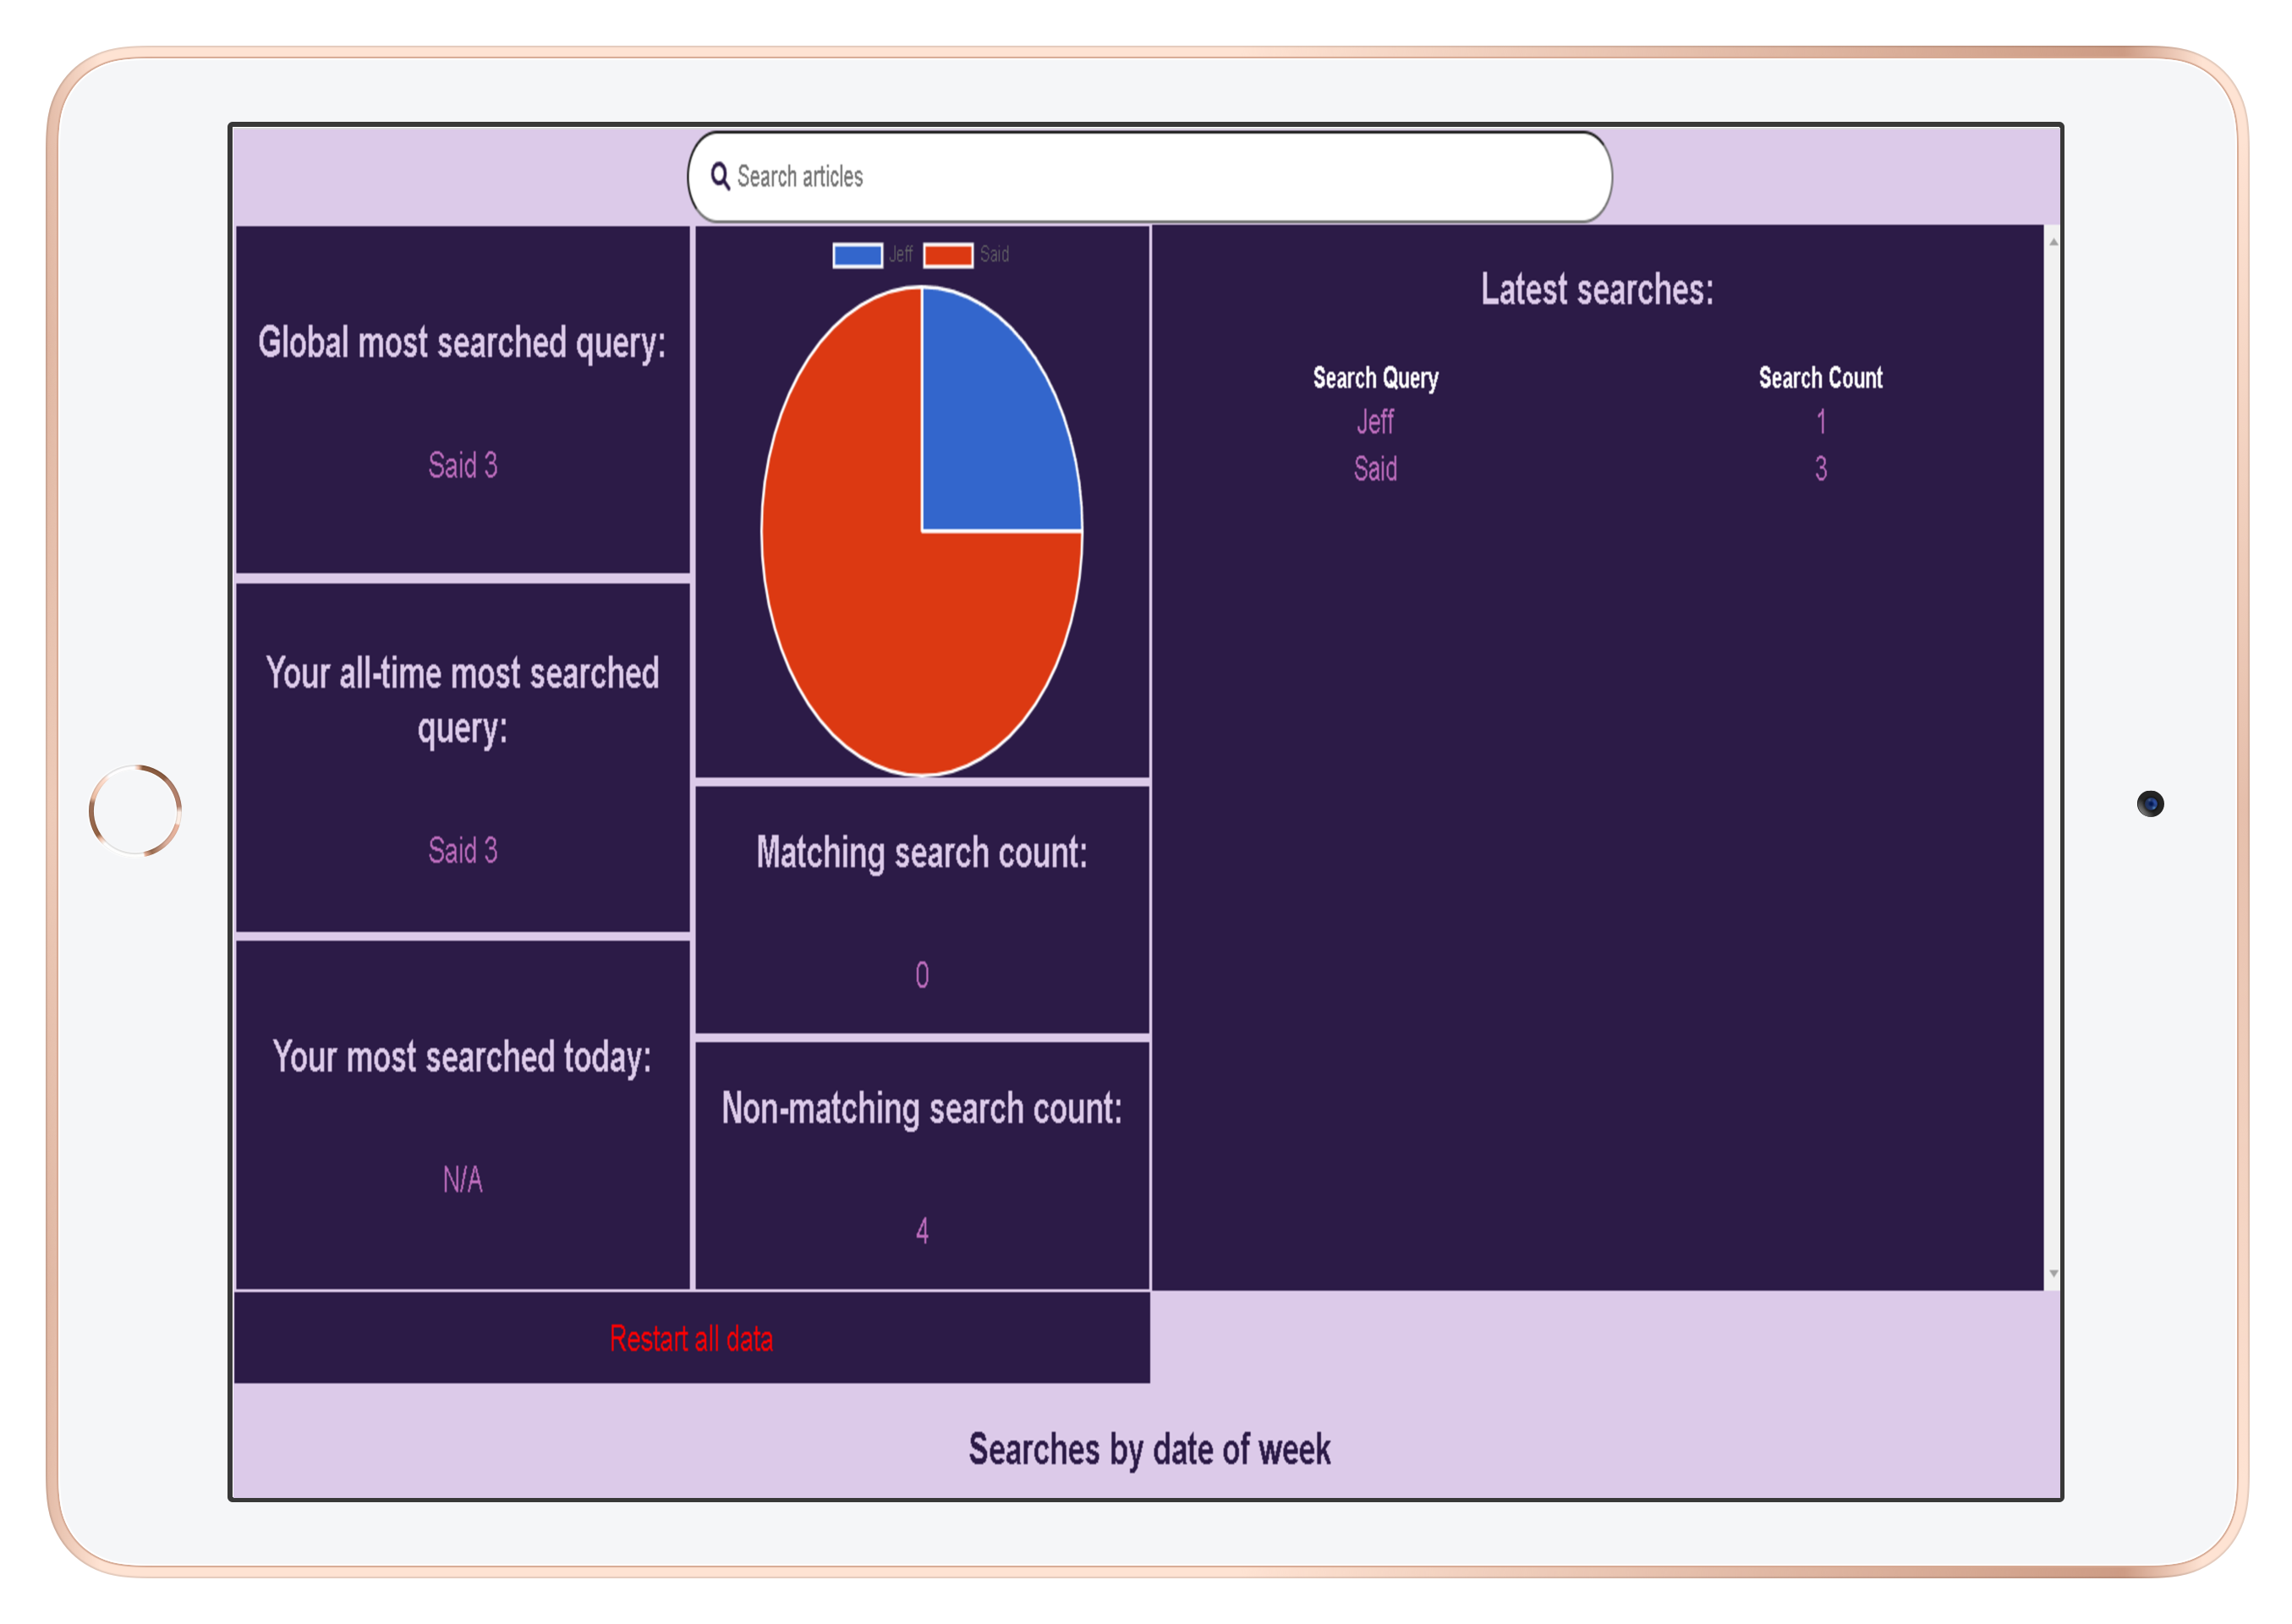 Search articles
Global most searched query:
Said 3
Your all-time most searched
query:
Said 3
Your most searched today:
N/A
Jeff Said
Matching search count:
0
Non-matching search count:
4
Latest searches:
Search Query Search Count
Jeff 1
Said 3
Restart all data
Searches by date of week